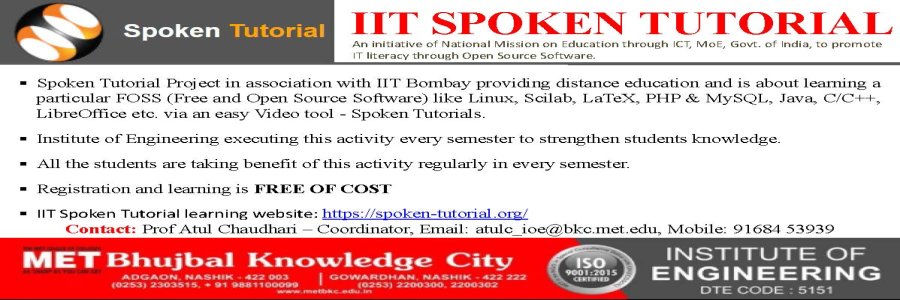 Spoken Tutorial
IIT SPOKEN TUTORIAL
An initiative of National Mission on Education through ICT, MoE, Govt. of India, to promote
IT literacy through Open Source Software.
▪ Spoken Tutorial Project in association with IIT Bombay providing distance education and is about learning a
particular FOSS (Free and Open Source Software) like Linux, Scilab, LaTeX, PHP & MySQL, Java, C/C++,
LibreOffice etc. via an easy Video tool - Spoken Tutorials.
▪ Institute of Engineering executing this activity every semester to strengthen students knowledge.
▪ All the students are taking benefit of this activity regularly in every semester.
▪ Registration and learning is FREE OF COST
▪ IIT Spoken Tutorial learning website: https://spoken-tutorial.org/
Contact: Prof Atul Chaudhari – Coordinator, Email: atulc_ioe@bkc.met.edu, Mobile: 91684 53939
MET Bhujbal Knowledge City
ADGAON, NASHIK - 422 003
(0253) 2303515, + 91 9881100099
GOWARDHAN, NASHIK - 422 222
(0253) 2200300, 2200302
www.metbkc.edu.in
ISO
9001:2015
CERTIFIED
INSTITUTE OF
ENGINEERING
DTE CODE : 5151